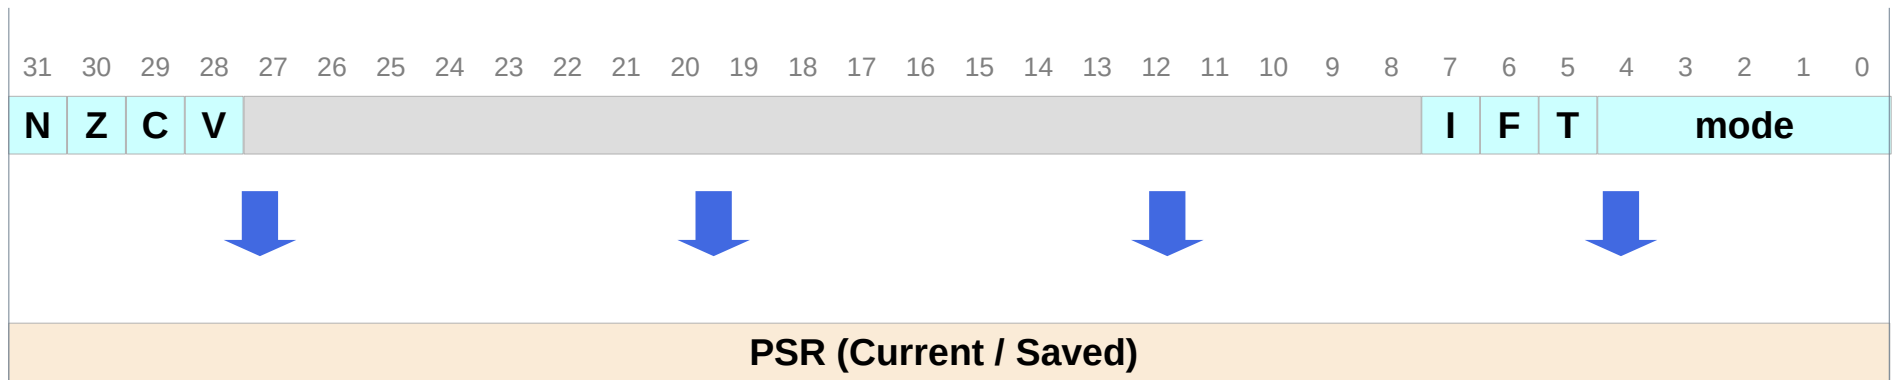 31 30 29 28 27 26 25 24 23 22 21 20 19 18 17 16 15 14 13 12 11 10 9 8 7 6 5 4 3 2 1 0
N Z C V I F T mode
PSR (Current / Saved)